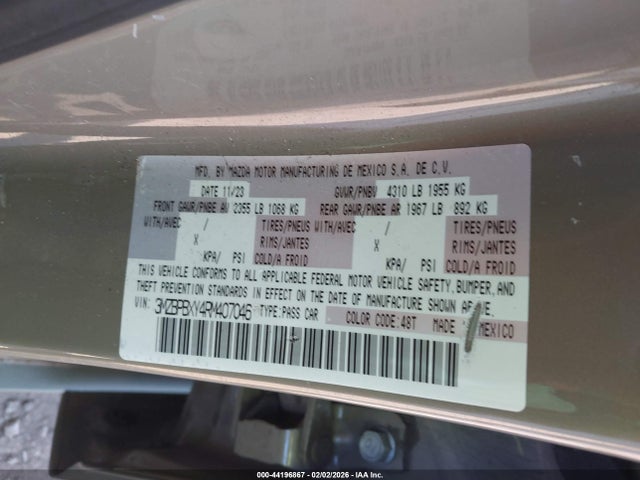 MFD. BY MAZDA MOTOR MANUFACTURING DE MEXICO S.A. DE C.V.
DATE 11/23 GVWR/PNBV 4310 LB 1955 KG
FRONT GAWR/PNBE AV 2355 LB 1068 KG REAR GAWR/PNBE AR 1967 LB 892 KG
WITH/AVEC / TIRES/PNEUS WITH/AVEC / TIRES/PNEUS
X RIMS/JANTES X RIMS/JANTES
KPA/ PSI COLD/A FROID KPA/ PSI COLD/A FROID
THIS VEHICLE CONFORMS TO ALL APPLICABLE FEDERAL MOTOR VEHICLE SAFETY, BUMPER, AND
THEFT PREVENTION STANDARDS IN EFFECT ON THE DATE OF MANUFACTURE SHOWN
VIN: 3MZBPBXY4RM407046 TYPE:PASS CAR COLOR CODE:48T MADE MEXICO
000-44196867 - 02/02/2026 - IAA Inc.